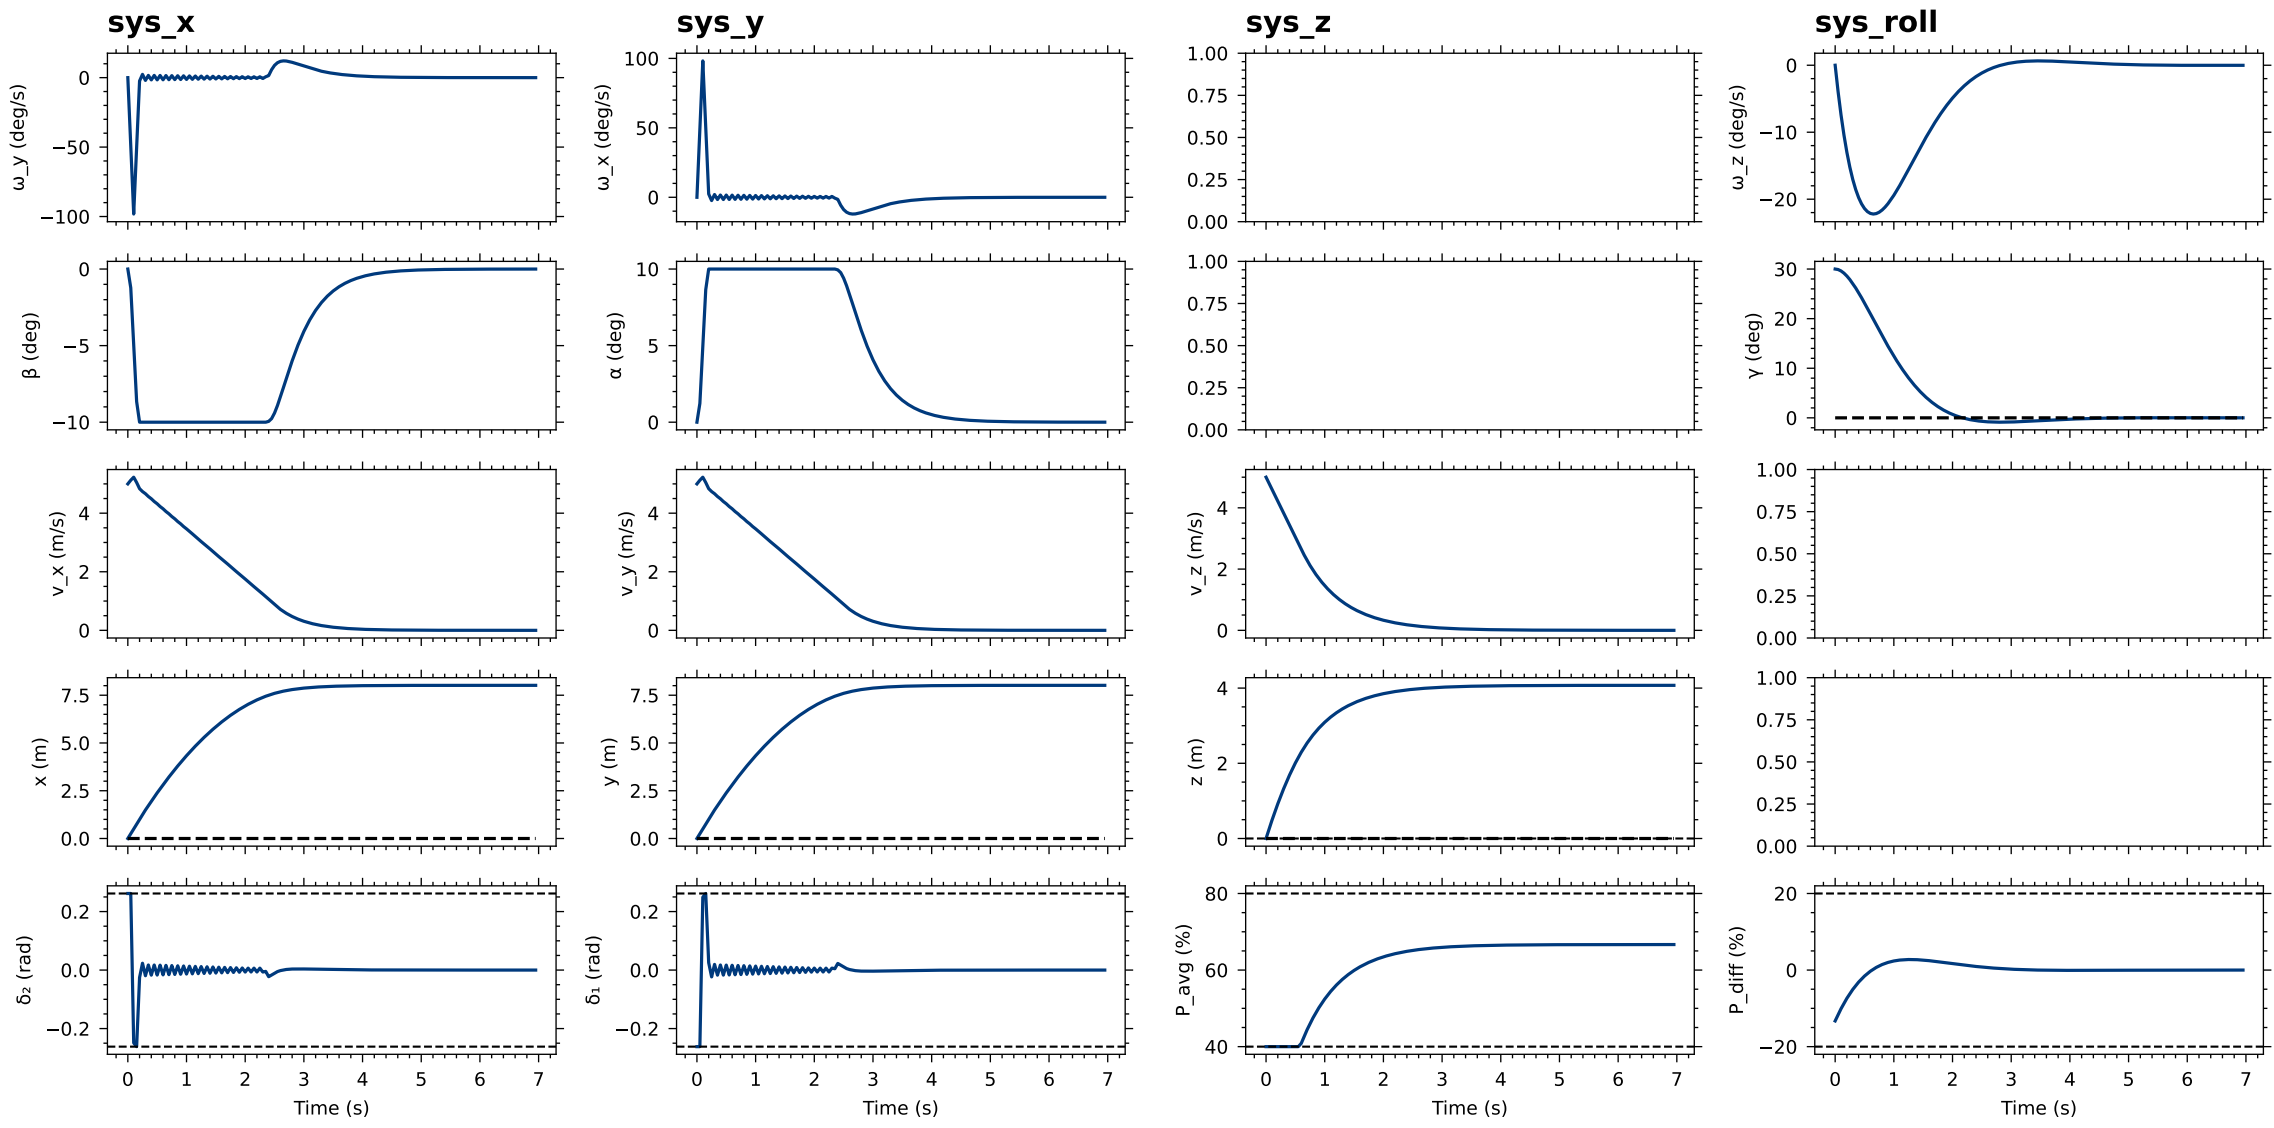 sys_x
sys_y
sys_z
sys_roll
ω_y (deg/s)
0
−50
−100
ω_x (deg/s)
100
50
0
1.00
0.75
0.50
0.25
0.00
ω_z (deg/s)
0
−10
−20
β (deg)
0
−5
−10
α (deg)
10
5
0
1.00
0.75
0.50
0.25
0.00
γ (deg)
30
20
10
0
v_x (m/s)
4
2
0
v_y (m/s)
4
2
0
v_z (m/s)
4
2
0
1.00
0.75
0.50
0.25
0.00
x (m)
7.5
5.0
2.5
0.0
y (m)
7.5
5.0
2.5
0.0
z (m)
4
2
0
1.00
0.75
0.50
0.25
0.00
δ₂ (rad)
0.2
0.0
−0.2
δ₁ (rad)
0.2
0.0
−0.2
P_avg (%)
80
60
40
P_diff (%)
20
0
−20
0 1 2 3 4 5 6 7
0 1 2 3 4 5 6 7
0 1 2 3 4 5 6 7
0 1 2 3 4 5 6 7
Time (s)
Time (s)
Time (s)
Time (s)